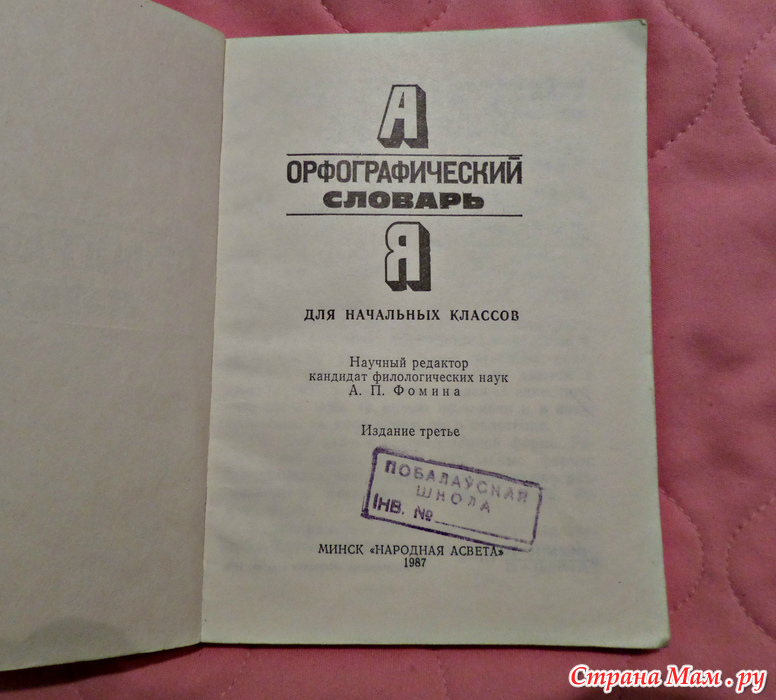 А
ОРФОГРАФИЧЕСКИЙ
СЛОВАРЬ
Я
ДЛЯ НАЧАЛЬНЫХ КЛАССОВ
Научный редактор
кандидат филологических наук
А. П. Фомина
Издание третье
ПОБАЛАЎСКАЯ
ШКОЛА
ІНВ. №
МИНСК «НАРОДНАЯ АСВЕТА»
1987
Страна Мам.ру